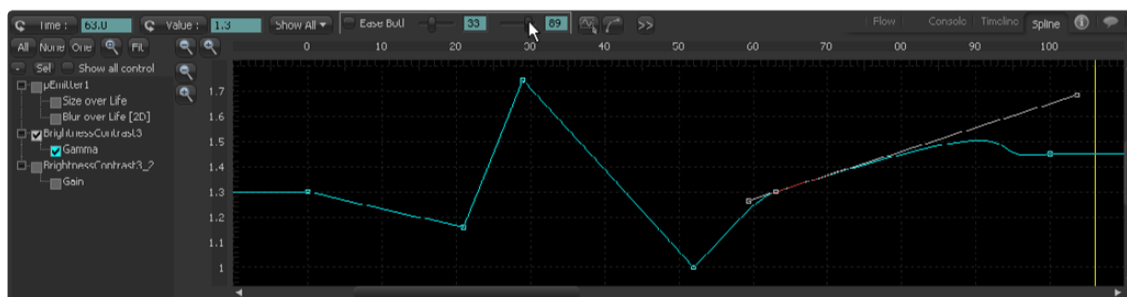 Time : 63.0 Value : 1.3 Show All Ease Both 33 89 >> Flow Console Timeline Spline
All None One Fit
- Sel Show all control
pEmitter1
Size over Life
Blur over Life [2D]
BrightnessContrast3
Gamma
BrightnessContrast3_2
Gain
0 10 20 30 40 50 60 70 80 90 100
1.7
1.6
1.5
1.4
1.3
1.2
1.1
1